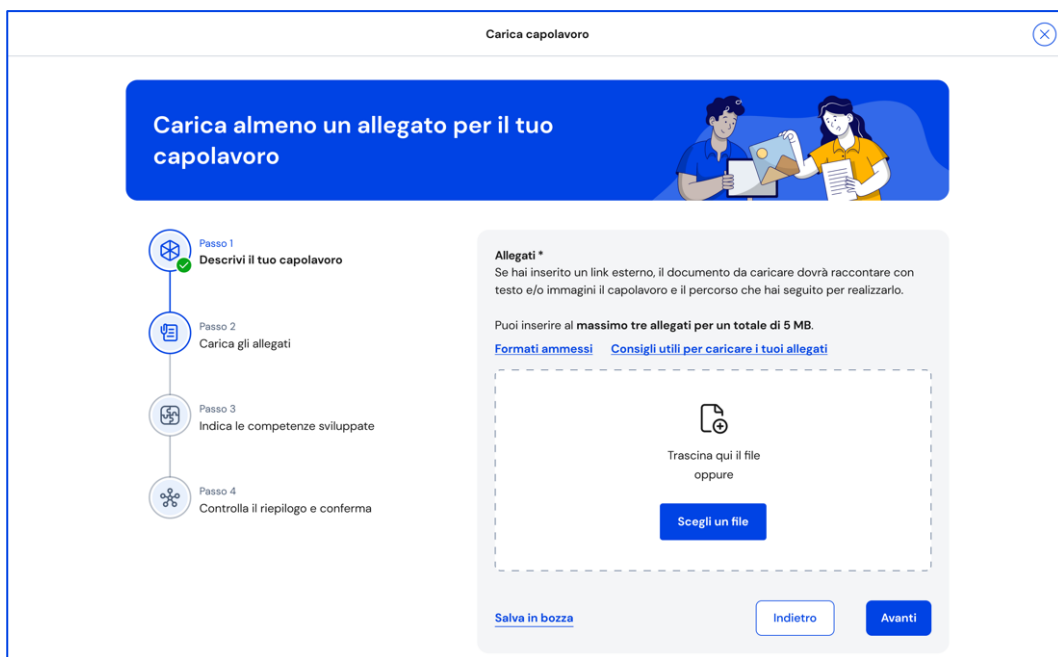 Carica capolavoro
Carica almeno un allegato per il tuo
capolavoro
Passo 1
Descrivi il tuo capolavoro
Passo 2
Carica gli allegati
Passo 3
Indica le competenze sviluppate
Passo 4
Controlla il riepilogo e conferma
Allegati *
Se hai inserito un link esterno, il documento da caricare dovrà raccontare con
testo e/o immagini il capolavoro e il percorso che hai seguito per realizzarlo.
Puoi inserire al massimo tre allegati per un totale di 5 MB.
Formati ammessi Consigli utili per caricare i tuoi allegati
Trascina qui il file
oppure
Scegli un file
Salva in bozza Indietro Avanti